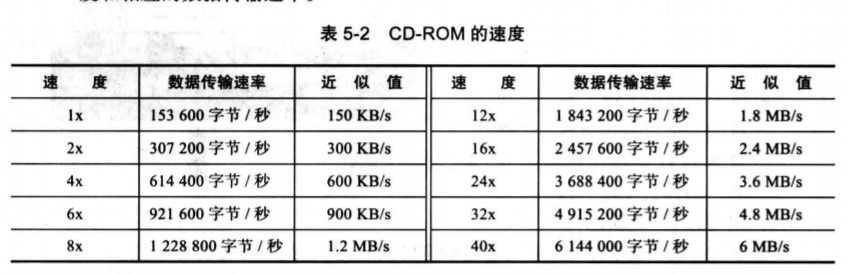 表 5-2 CD-ROM 的速度
速 度 数据传输速率 近 似 值 速 度 数据传输速率 近 似 值
1x 153 600 字节 / 秒 150 KB/s 12x 1 843 200 字节 / 秒 1.8 MB/s
2x 307 200 字节 / 秒 300 KB/s 16x 2 457 600 字节 / 秒 2.4 MB/s
4x 614 400 字节 / 秒 600 KB/s 24x 3 688 400 字节 / 秒 3.6 MB/s
6x 921 600 字节 / 秒 900 KB/s 32x 4 915 200 字节 / 秒 4.8 MB/s
8x 1 228 800 字节 / 秒 1.2 MB/s 40x 6 144 000 字节 / 秒 6 MB/s